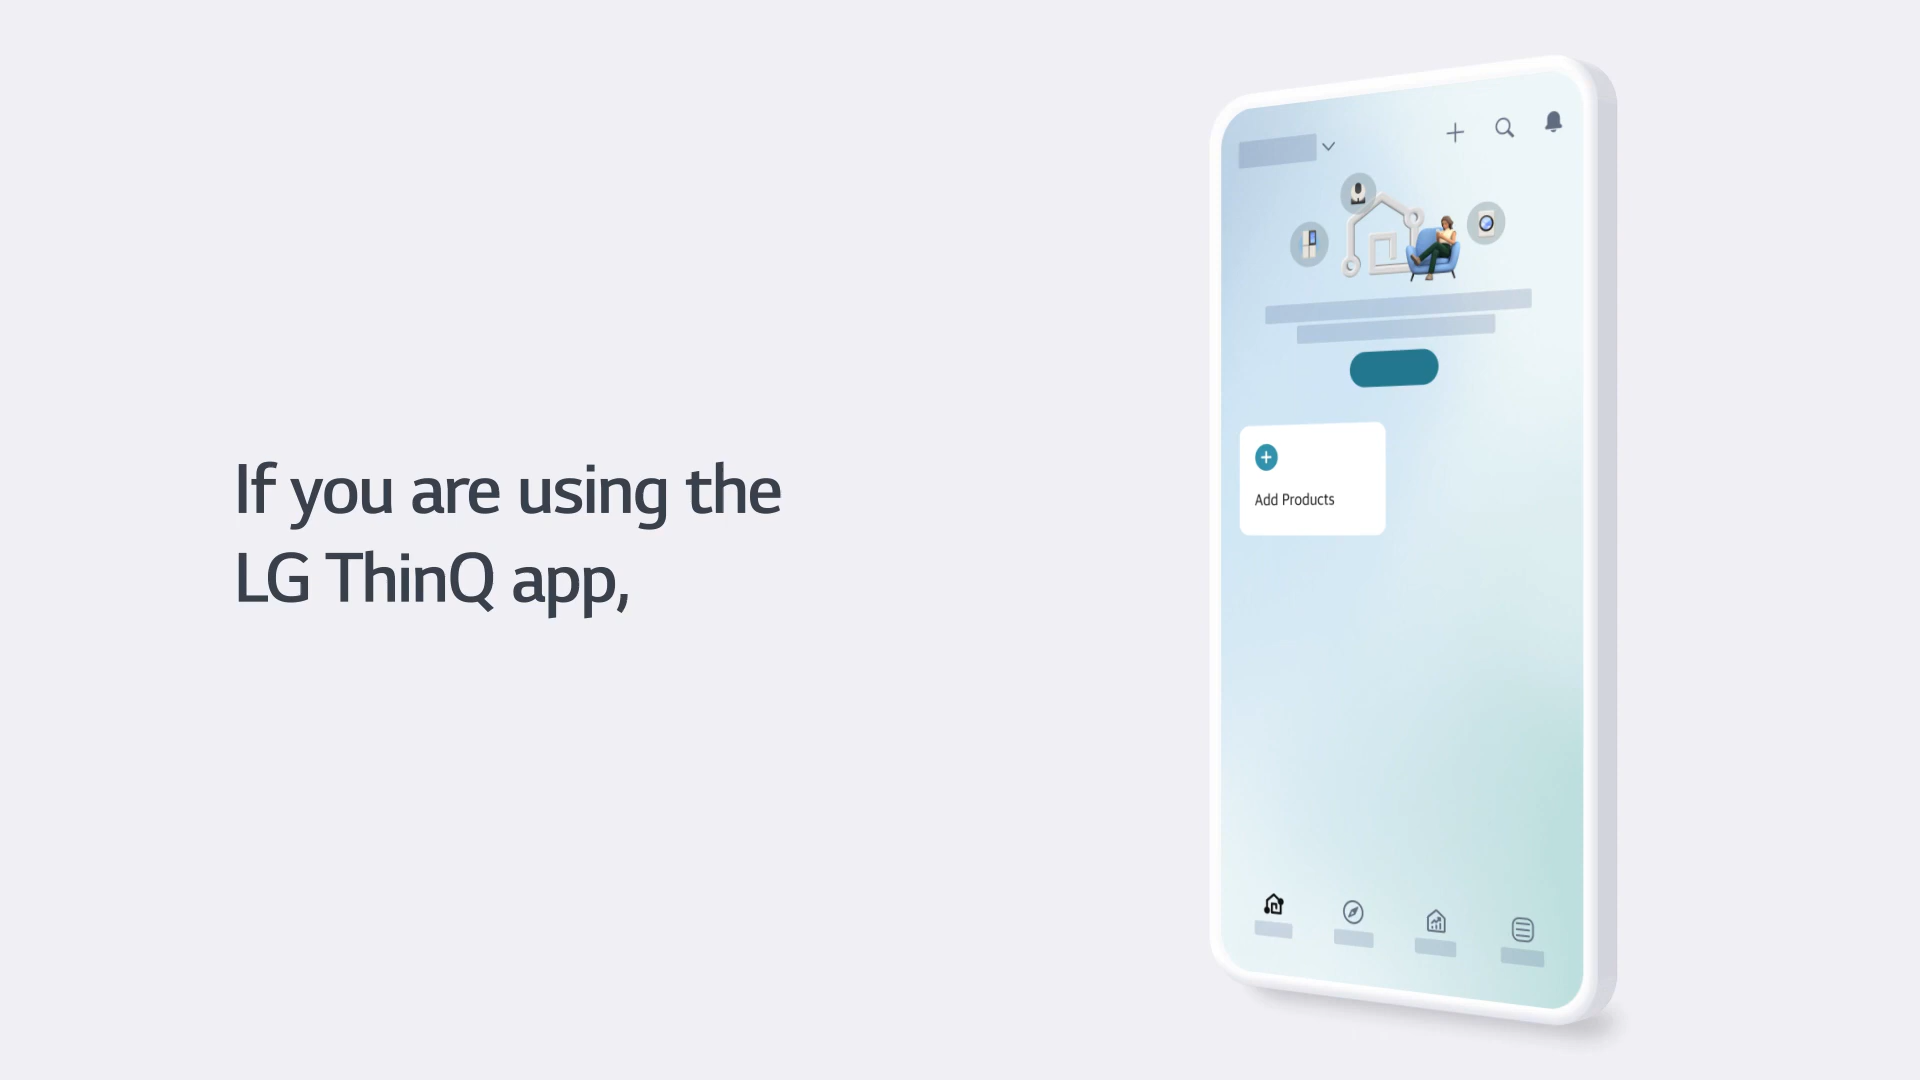 If you are using the
LG ThinQ app,
Add Products